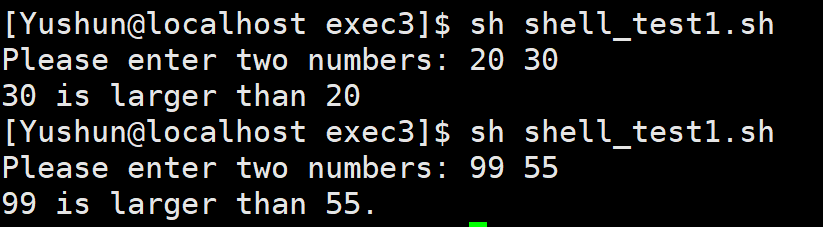 [Yushun@localhost exec3]$ sh shell_test1.sh
Please enter two numbers: 20 30
30 is larger than 20
[Yushun@localhost exec3]$ sh shell_test1.sh
Please enter two numbers: 99 55
99 is larger than 55.